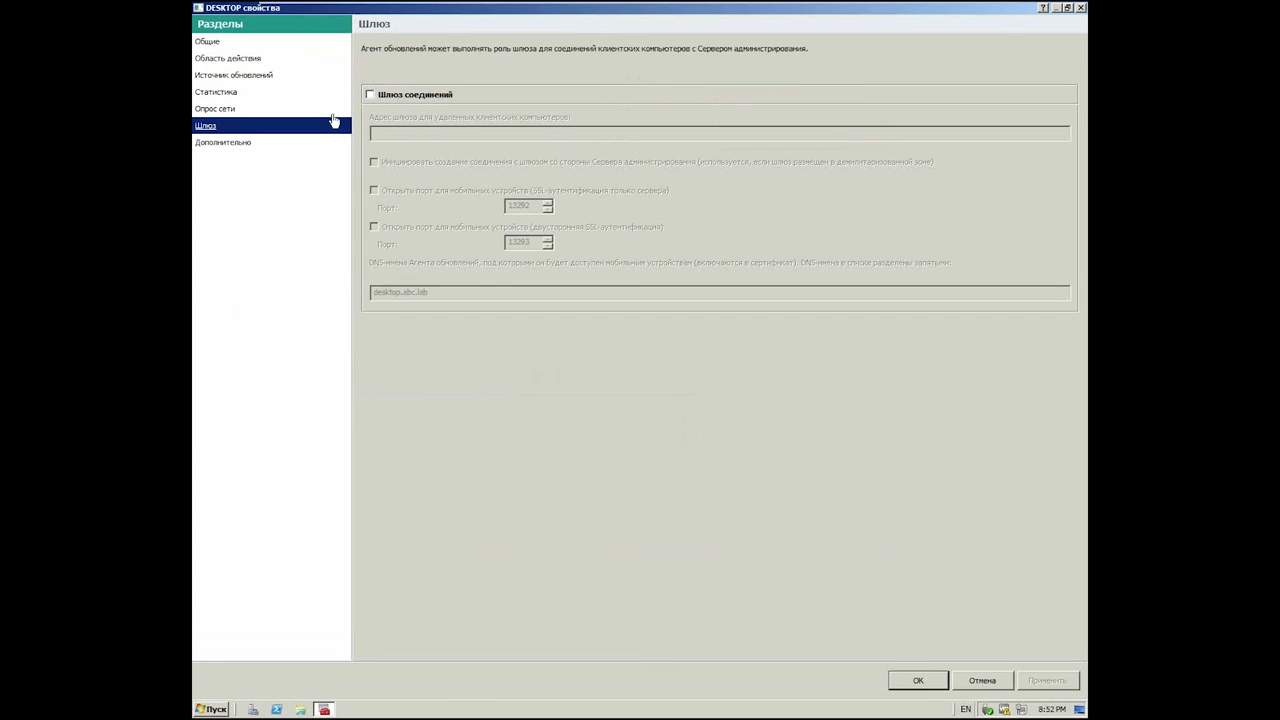 DESKTOP свойства
Разделы
Общие
Область действия
Источник обновлений
Статистика
Опрос сети
Шлюз
Дополнительно
Шлюз
Агент обновлений может выполнять роль шлюза для соединений клиентских компьютеров с Сервером администрирования.
Шлюз соединений
Адрес шлюза для удаленных клиентских компьютеров:
Инициировать создание соединения с шлюзом со стороны Сервера администрирования (используется, если шлюз размещен в демилитаризованной зоне)
Открыть порт для мобильных устройств (SSL-аутентификация только сервера)
Порт: 13292
Открыть порт для мобильных устройств (двусторонняя SSL-аутентификация)
Порт: 13293
DNS-имена Агента обновлений, под которыми он будет доступен мобильным устройствам (включаются в сертификат). DNS-имена в списке разделены запятыми:
desktop.abc.lab
OK Отмена Применить
Пуск EN 8:52 PM